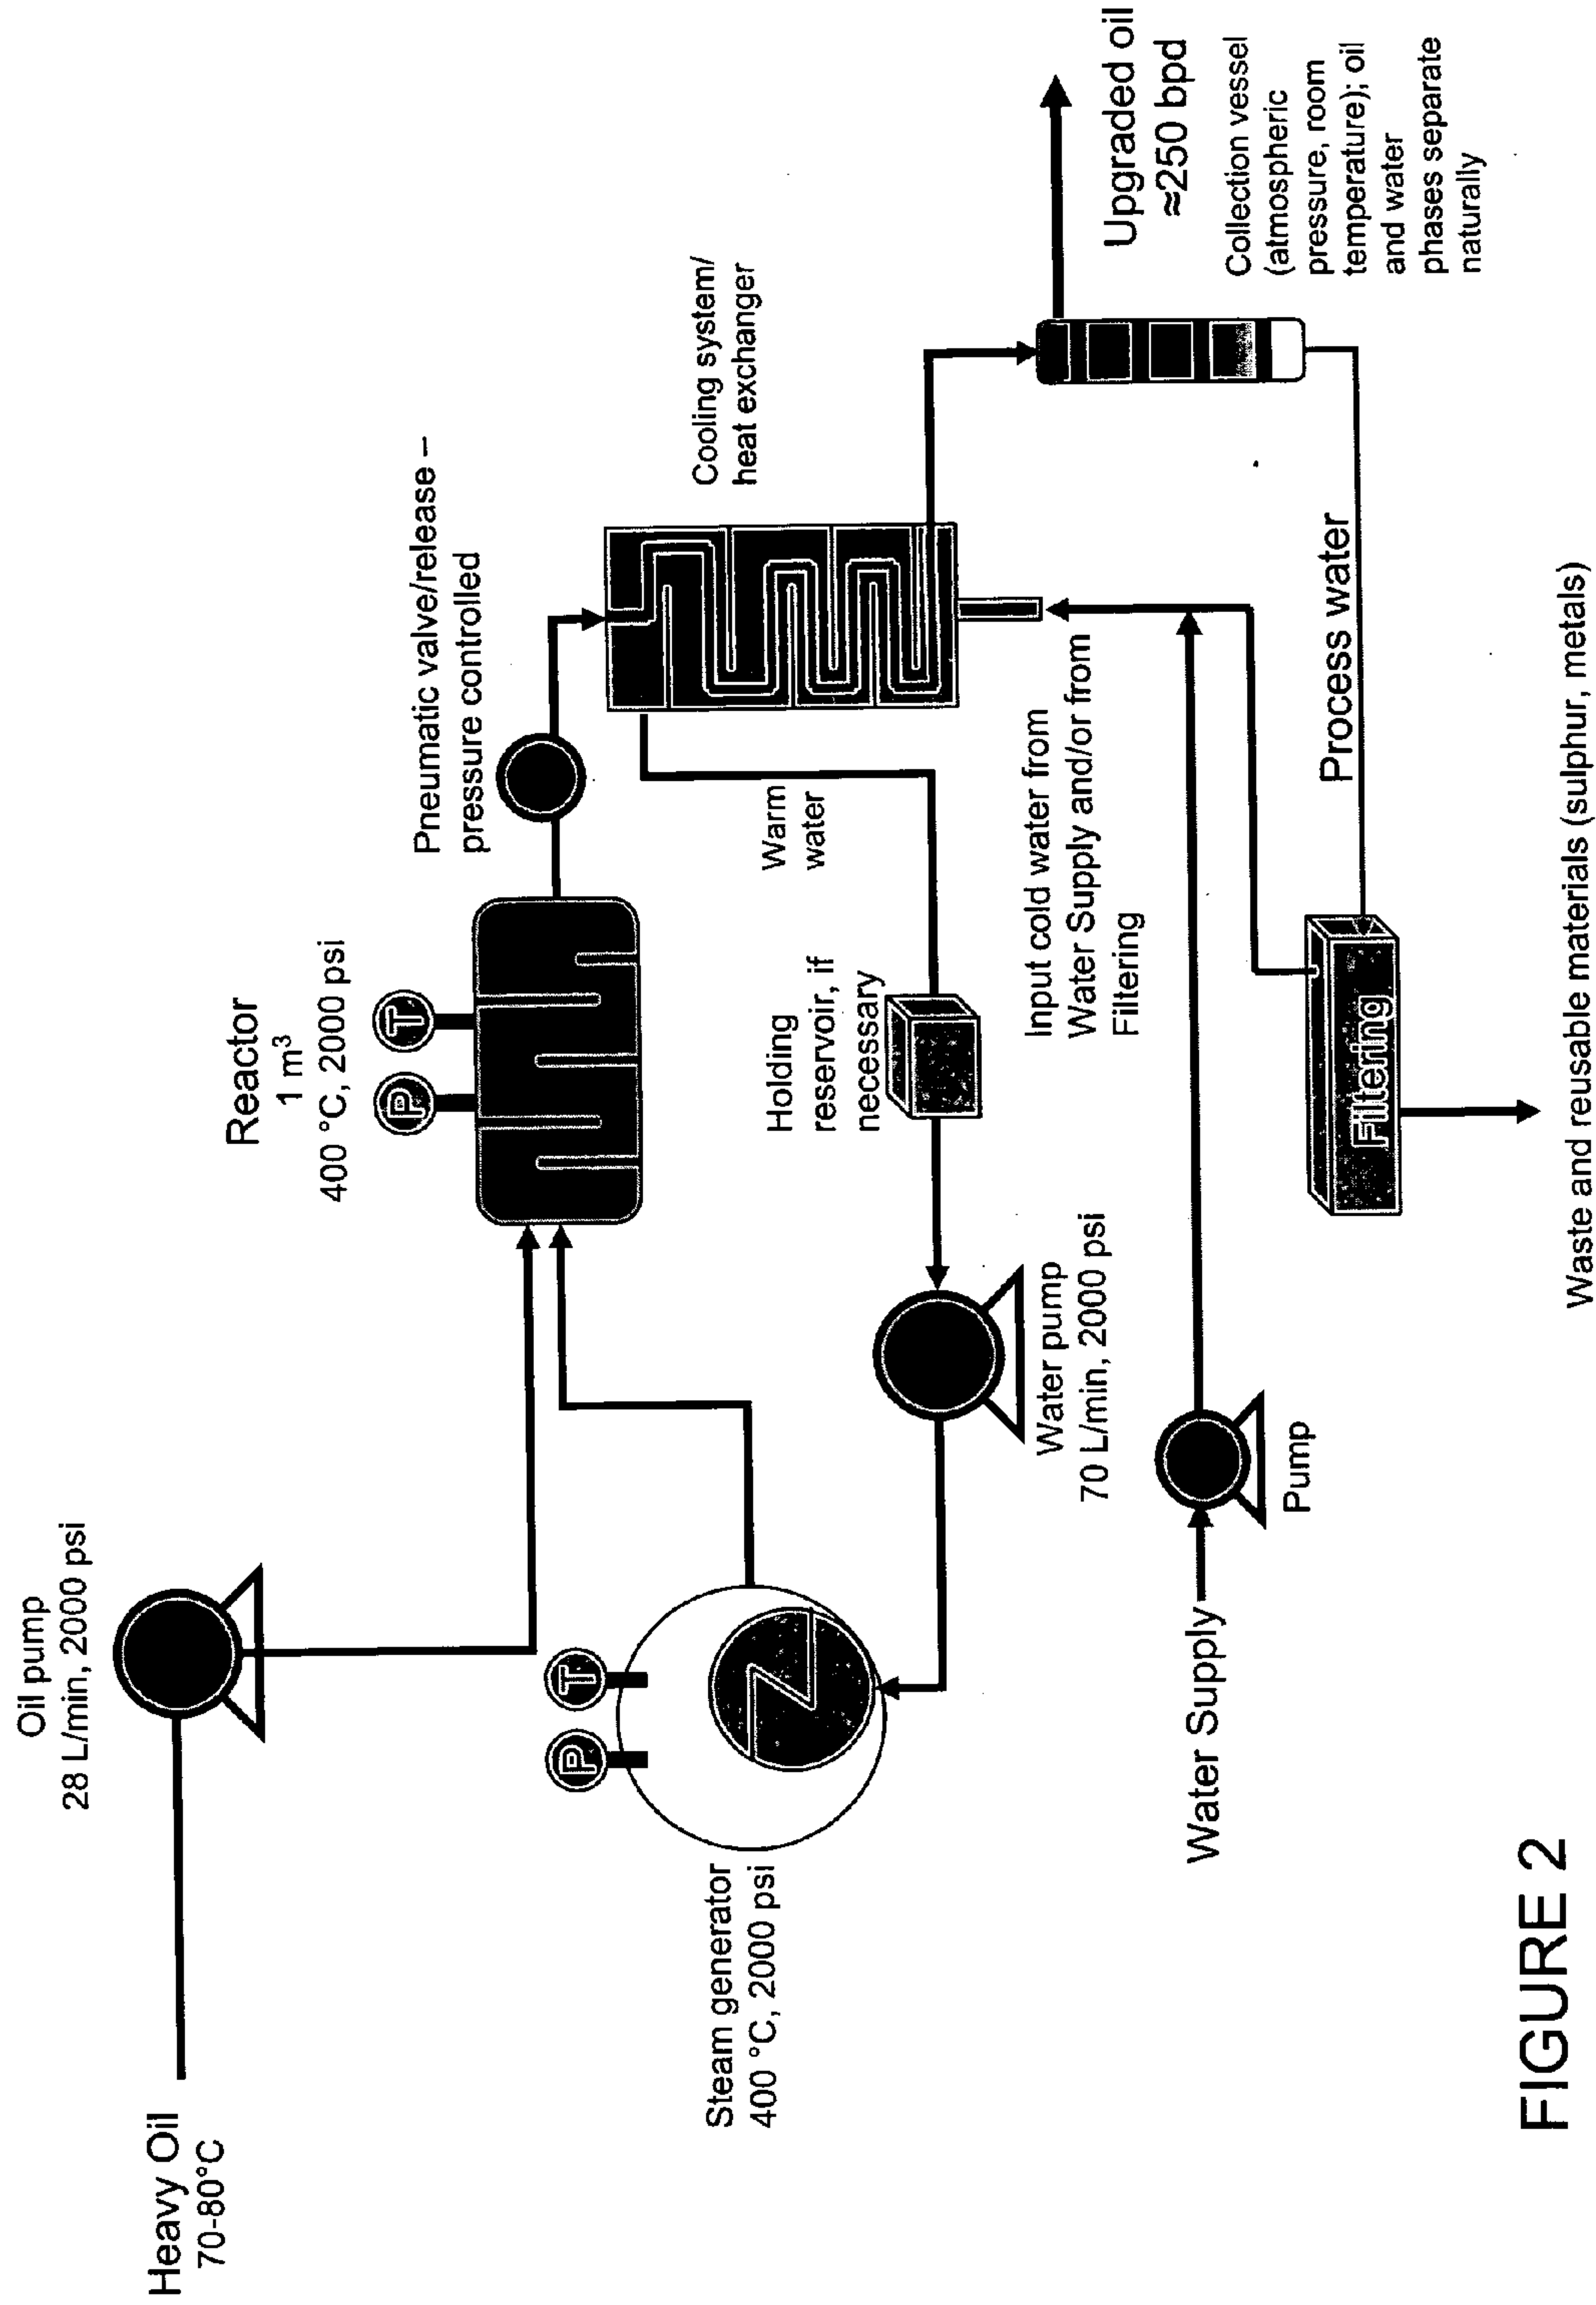 Heavy Oil
70-80°C
Oil pump
28 L/min, 2000 psi
Reactor
1 m³
400 °C, 2000 psi
P
T
Pneumatic valve/release –
pressure controlled
Cooling system/
heat exchanger
Steam generator
400 °C, 2000 psi
P
T
Warm
water
Holding
reservoir, if
necessary
Water pump
70 L/min, 2000 psi
Input cold water from
Water Supply and/or from
Filtering
Upgraded oil
≈250 bpd
Collection vessel
(atmospheric
pressure, room
temperature); oil
and water
phases separate
naturally
Water Supply
Pump
Process water
Filtering
Waste and reusable materials (sulphur, metals)
FIGURE 2